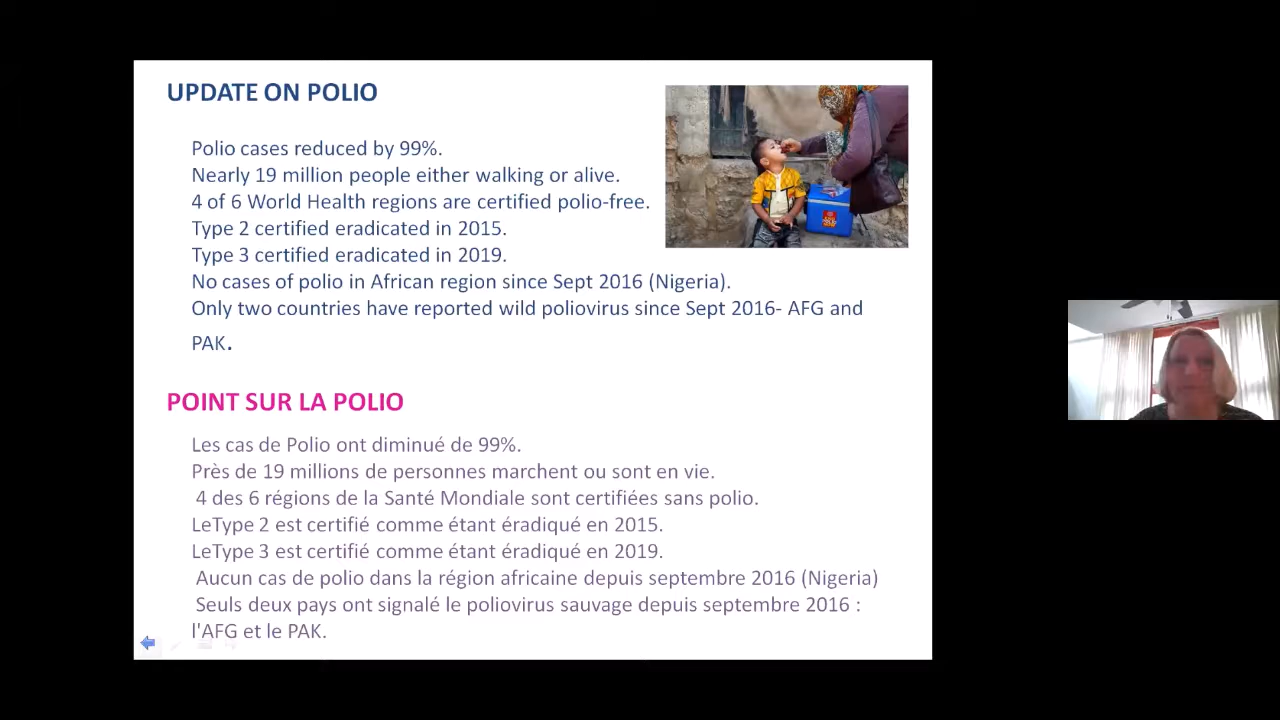 UPDATE ON POLIO
Polio cases reduced by 99%.
Nearly 19 million people either walking or alive.
4 of 6 World Health regions are certified polio-free.
Type 2 certified eradicated in 2015.
Type 3 certified eradicated in 2019.
No cases of polio in African region since Sept 2016 (Nigeria).
Only two countries have reported wild poliovirus since Sept 2016- AFG and
PAK.
POINT SUR LA POLIO
Les cas de Polio ont diminué de 99%.
Près de 19 millions de personnes marchent ou sont en vie.
4 des 6 régions de la Santé Mondiale sont certifiées sans polio.
LeType 2 est certifié comme étant éradiqué en 2015.
LeType 3 est certifié comme étant éradiqué en 2019.
Aucun cas de polio dans la région africaine depuis septembre 2016 (Nigeria)
Seuls deux pays ont signalé le poliovirus sauvage depuis septembre 2016 :
l'AFG et le PAK.